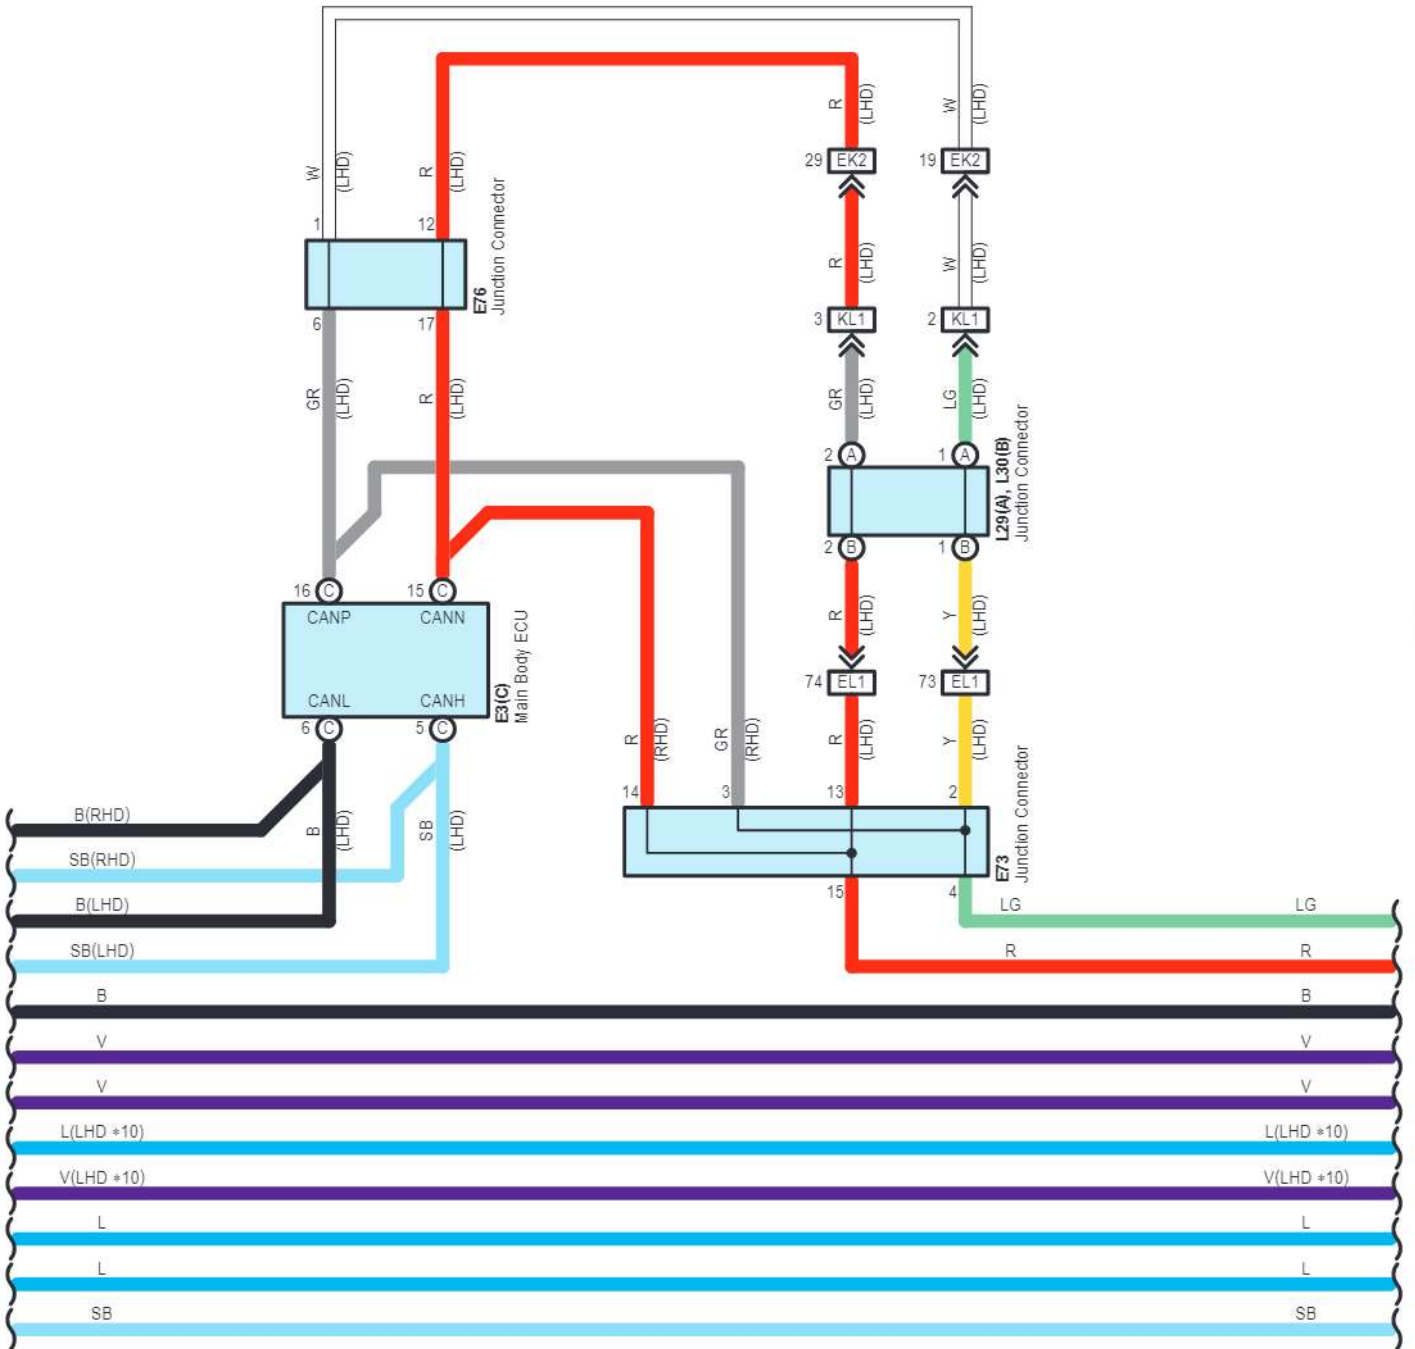 R
(LHD)
W
(LHD)
29 EK2
19 EK2
W
(LHD)
R
(LHD)
1
12
E76
Junction Connector
R
(LHD)
W
(LHD)
6
17
3 KL1
2 KL1
GR
(LHD)
R
(LHD)
GR
(LHD)
LG
(LHD)
2 A
1 A
L29(A), L30(B)
Junction Connector
2 B
1 B
16 C
15 C
CANP
CANN
CANL
CANH
E3(C)
Main Body ECU
6 C
5 C
R
(LHD)
Y
(LHD)
74 EL1
73 EL1
R
(RHD)
GR
(RHD)
R
(LHD)
Y
(LHD)
14
3
13
2
E73
Junction Connector
15
4
B(RHD)
B
(LHD)
SB
(LHD)
SB(RHD)
B(LHD)
LG
LG
SB(LHD)
R
R
B
B
V
V
V
V
L(LHD *10)
L(LHD *10)
V(LHD *10)
V(LHD *10)
L
L
L
L
SB
SB